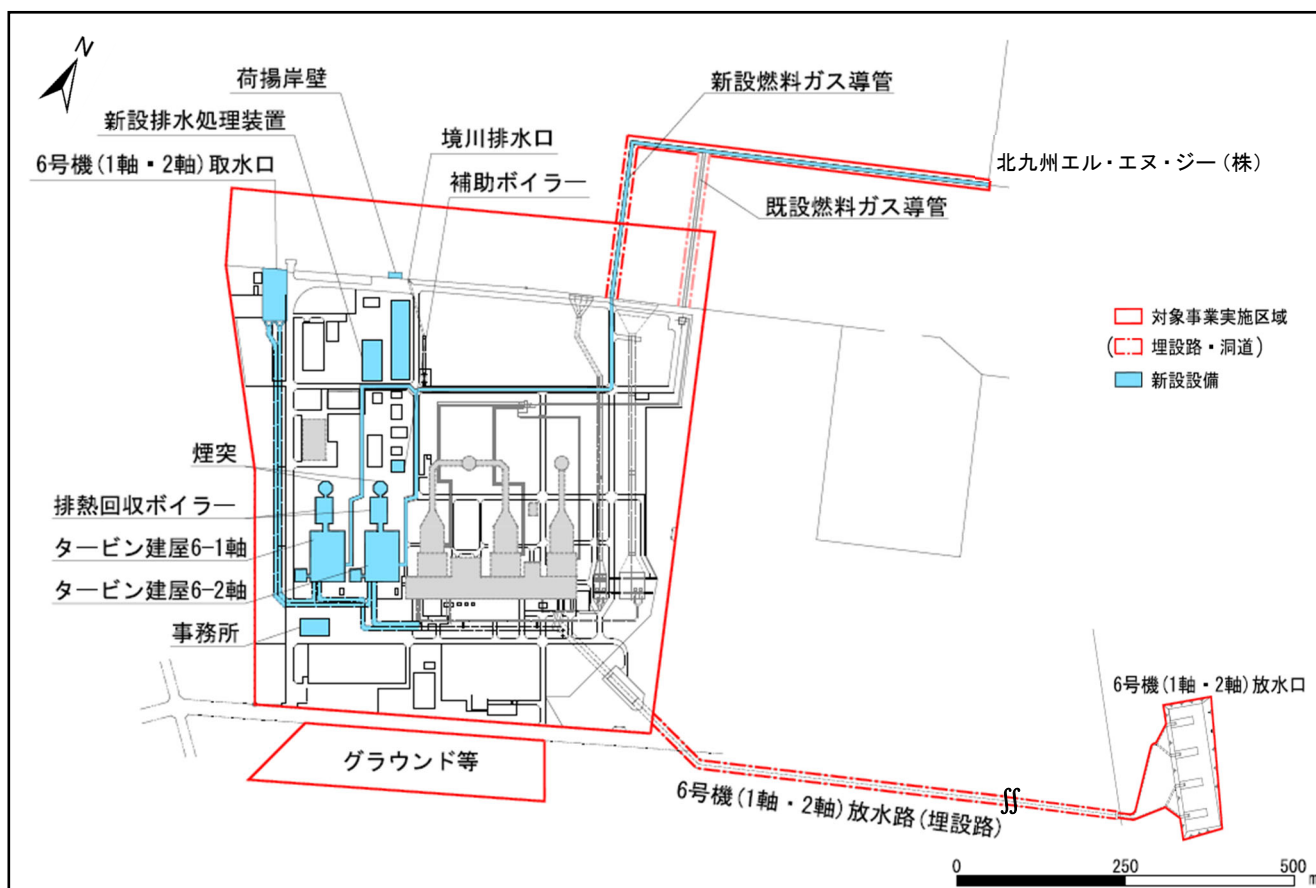 N
荷揚岸壁
新設燃料ガス導管
新設排水処理装置
境川排水口
6号機(1軸・2軸)取水口
補助ボイラー
北九州エル・エヌ・ジー(株)
既設燃料ガス導管
対象事業実施区域
(埋設路・洞道)
新設設備
煙突
排熱回収ボイラー
タービン建屋6-1軸
タービン建屋6-2軸
事務所
6号機(1軸・2軸)放水口
グラウンド等
6号機(1軸・2軸)放水路(埋設路)
0 250 500 m